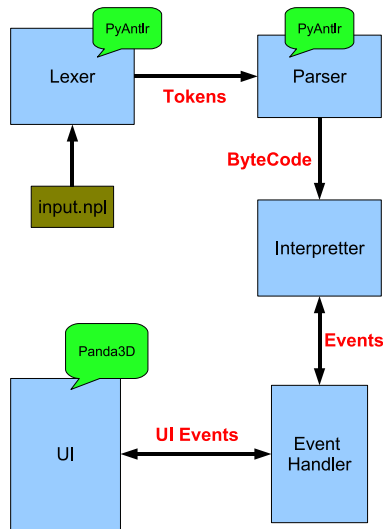 PyAntlr
PyAntlr
Lexer
Parser
Tokens
ByteCode
input.npl
Interpretter
Events
Panda3D
UI Events
UI
Event
Handler